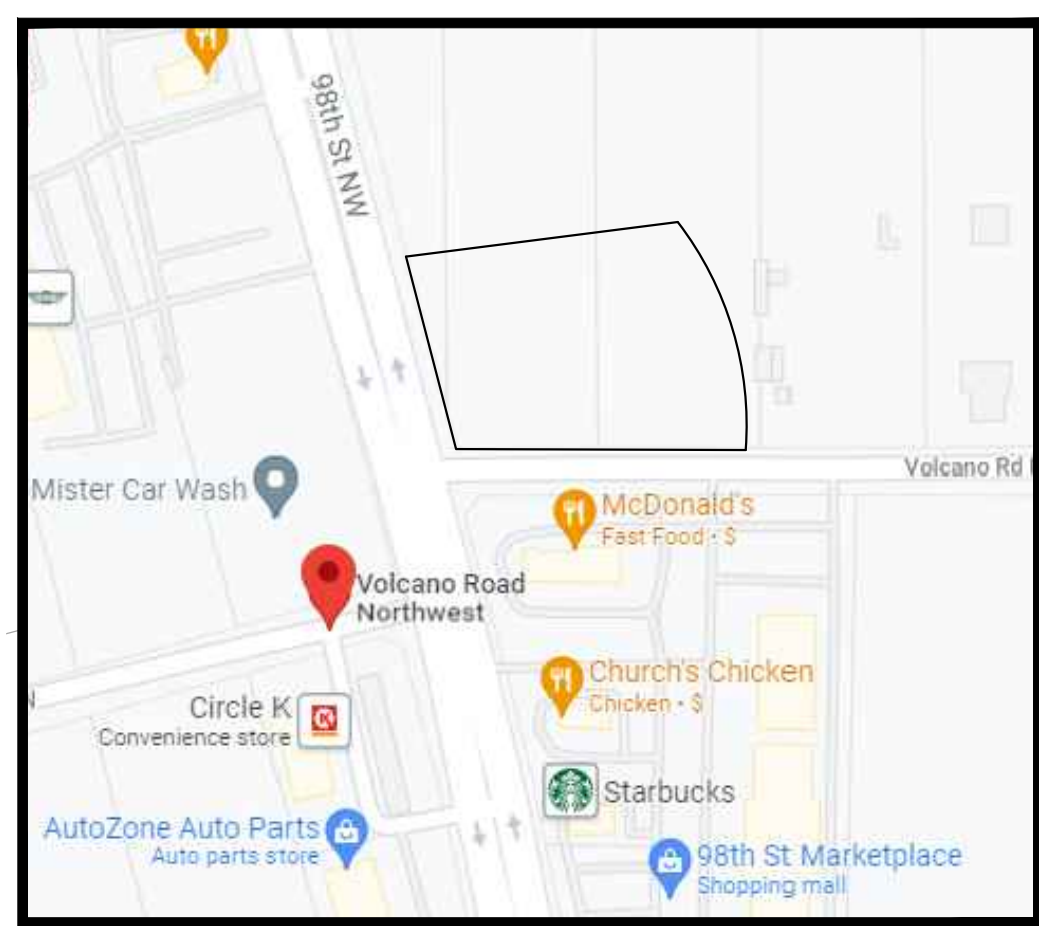 98th St NW
Volcano Rd
Mister Car Wash
McDonald's
Fast Food · $
Volcano Road
Northwest
Church's Chicken
Chicken · $
Circle K
Convenience store
Starbucks
AutoZone Auto Parts
Auto parts store
98th St Marketplace
Shopping mall